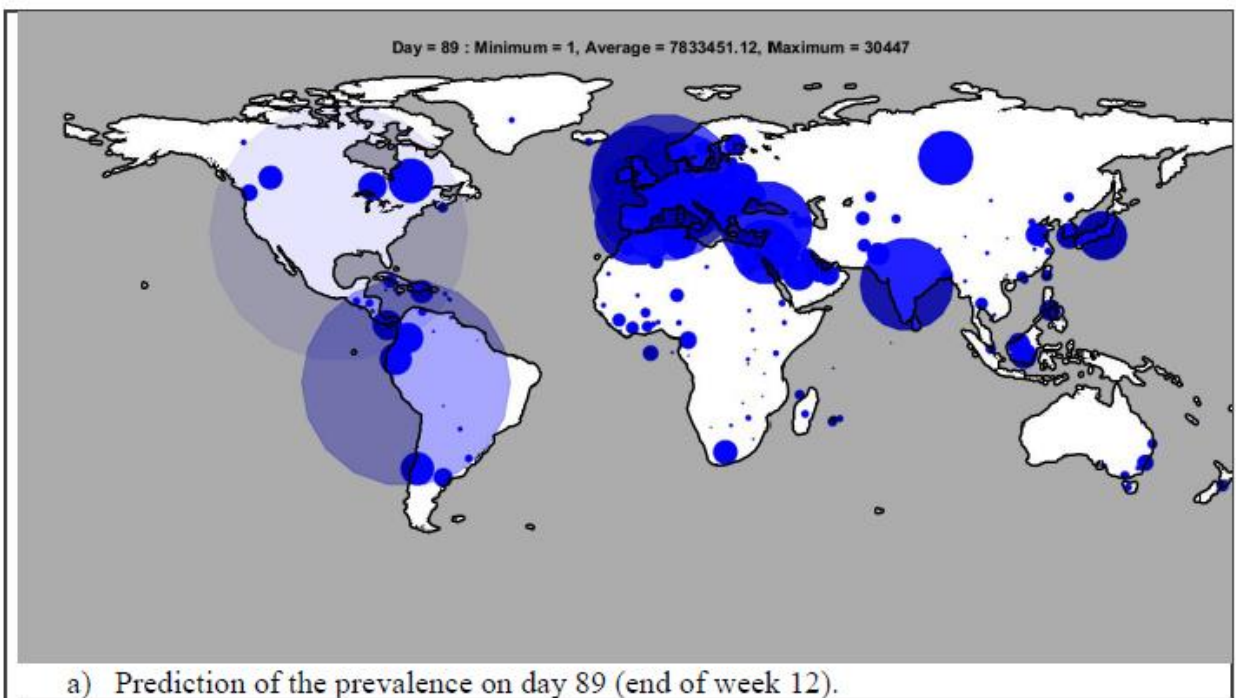 Day = 89 : Minimum = 1, Average = 7833451.12, Maximum = 30447
a) Prediction of the prevalence on day 89 (end of week 12).